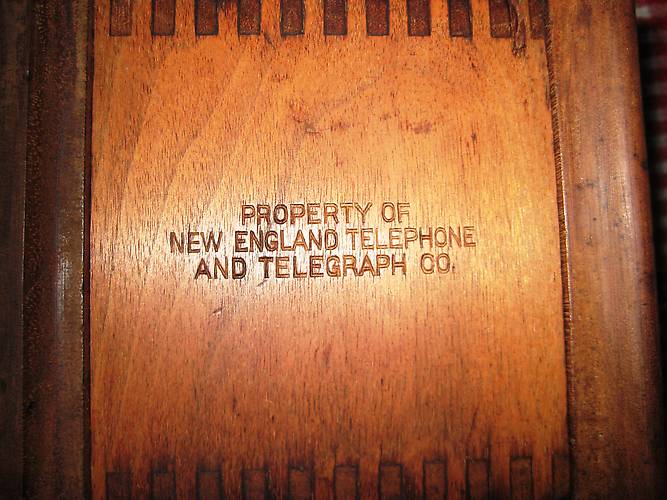 PROPERTY OF
NEW ENGLAND TELEPHONE
AND TELEGRAPH CO.